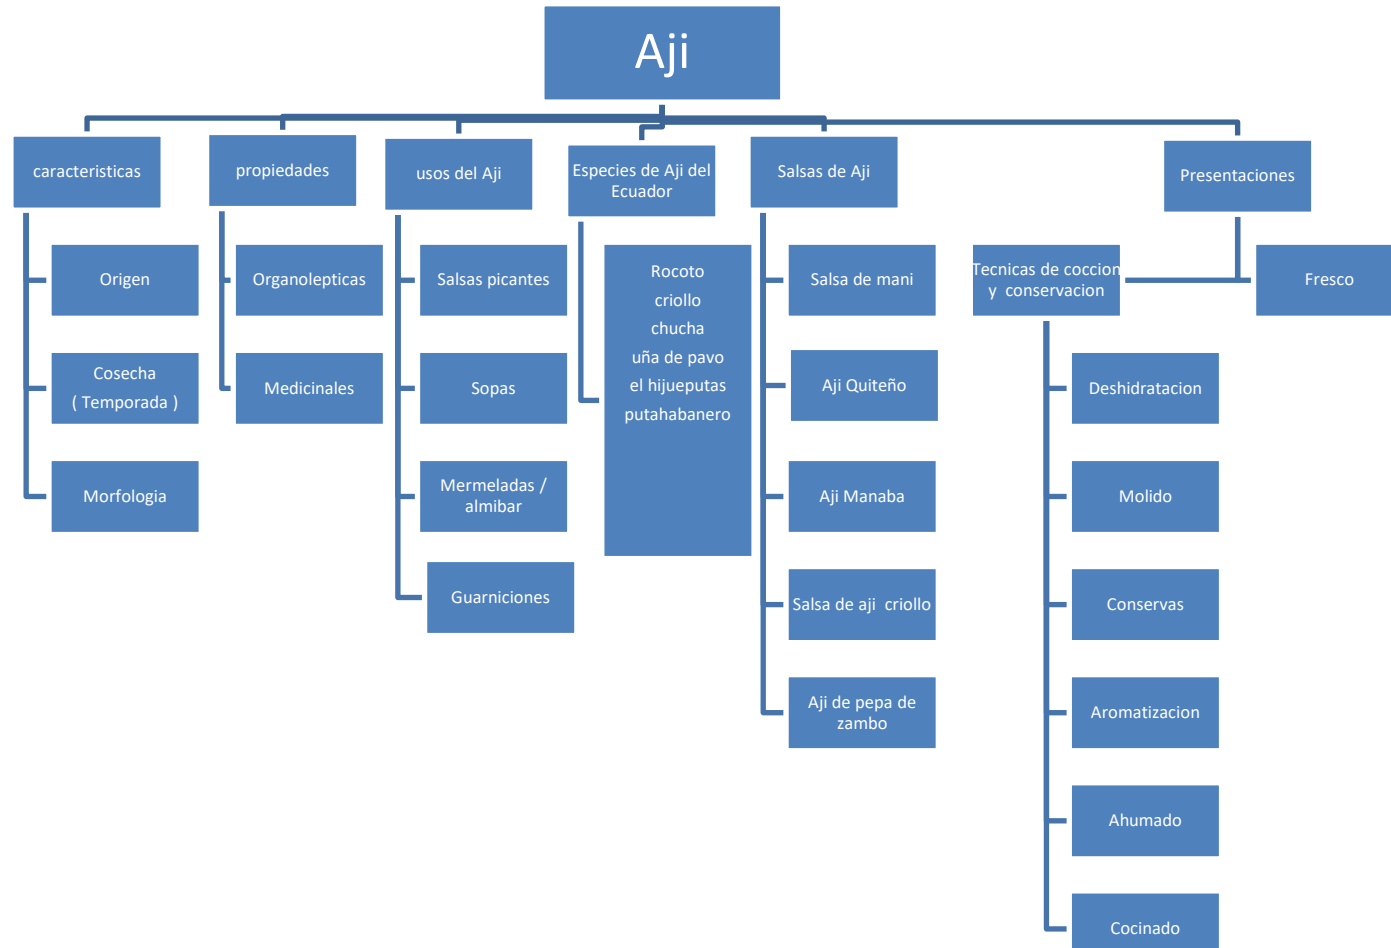 Aji
caracteristicas
propiedades
usos del Aji
Especies de Aji del
Ecuador
Salsas de Aji
Presentaciones
Origen
Cosecha
( Temporada )
Morfologia
Organolepticas
Medicinales
Salsas picantes
Sopas
Mermeladas /
almibar
Guarniciones
Rocoto
criollo
chucha
uña de pavo
el hijueputas
putahabanero
Salsa de mani
Aji Quiteño
Aji Manaba
Salsa de aji criollo
Aji de pepa de
zambo
Tecnicas de coccion
y conservacion
Fresco
Deshidratacion
Molido
Conservas
Aromatizacion
Ahumado
Cocinado